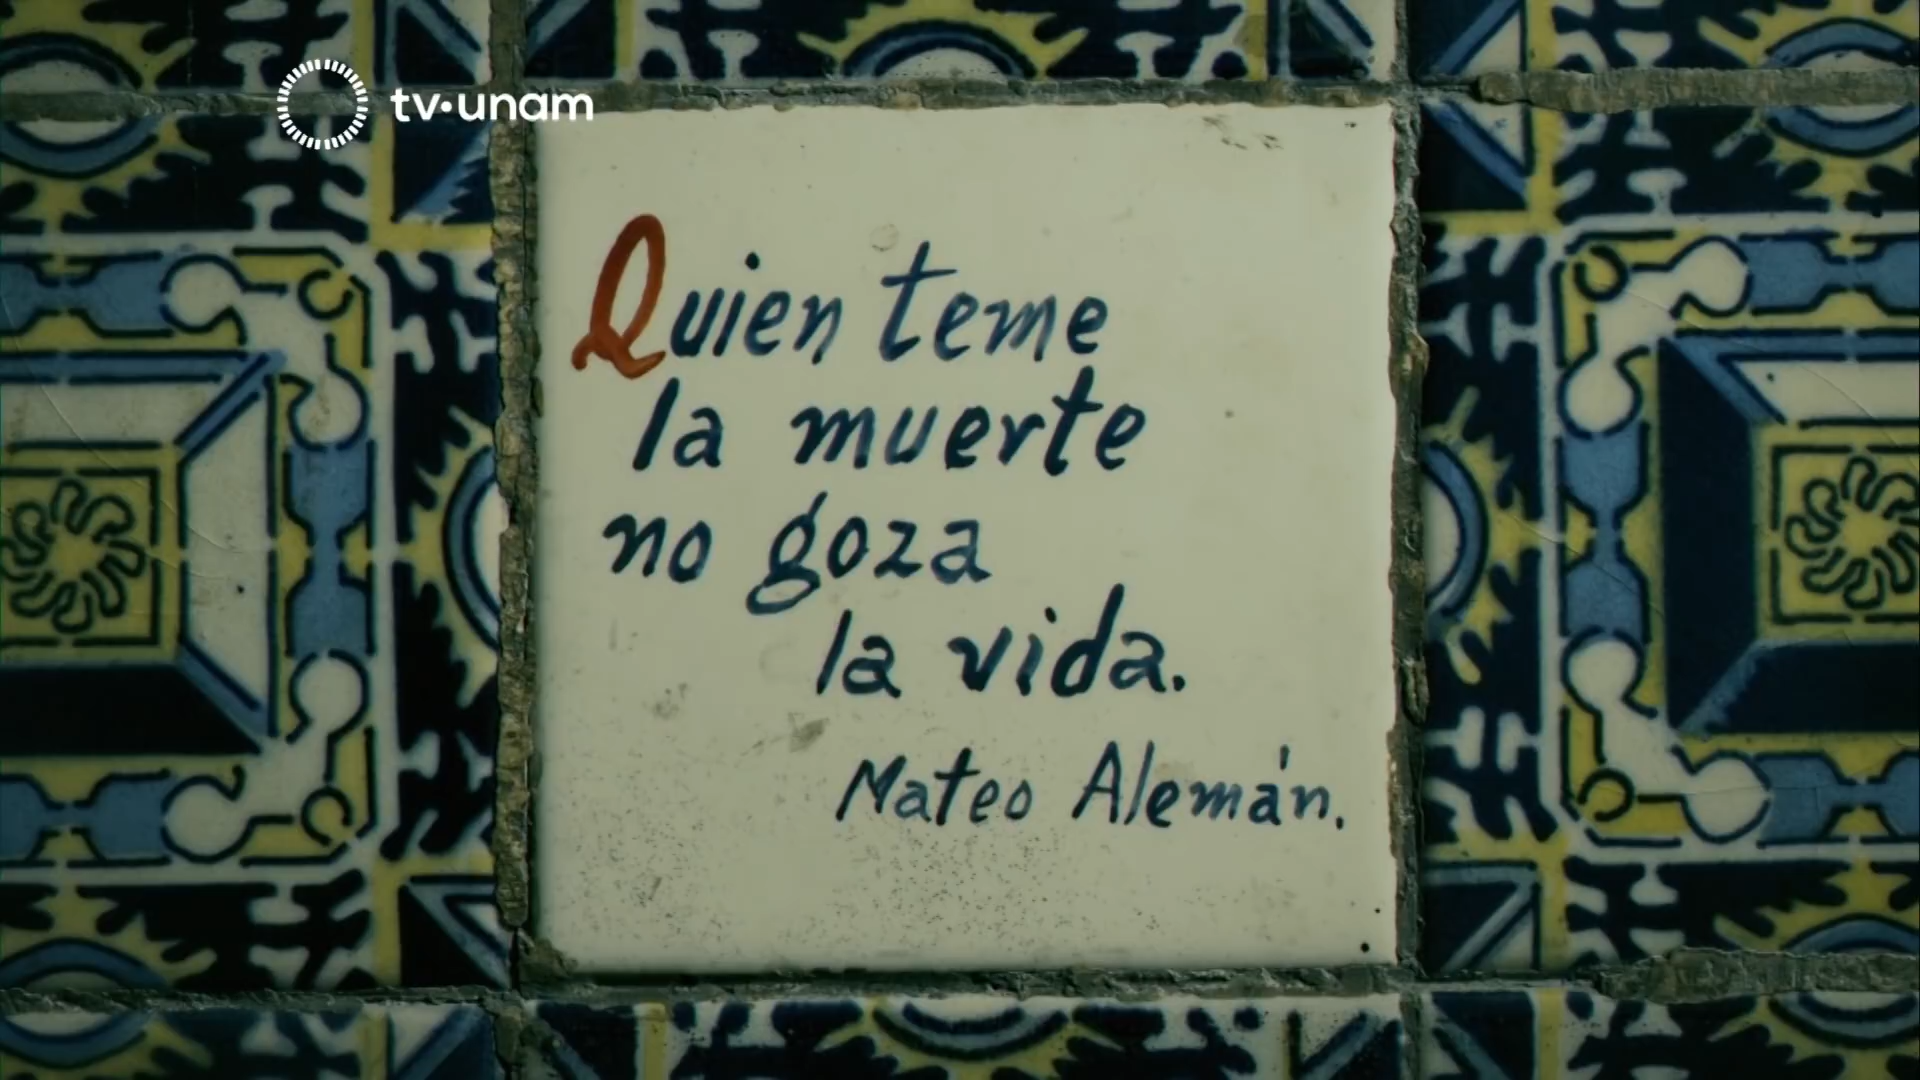 tv·unam
Quien teme
la muerte
no goza
la vida.
Mateo Alemán.